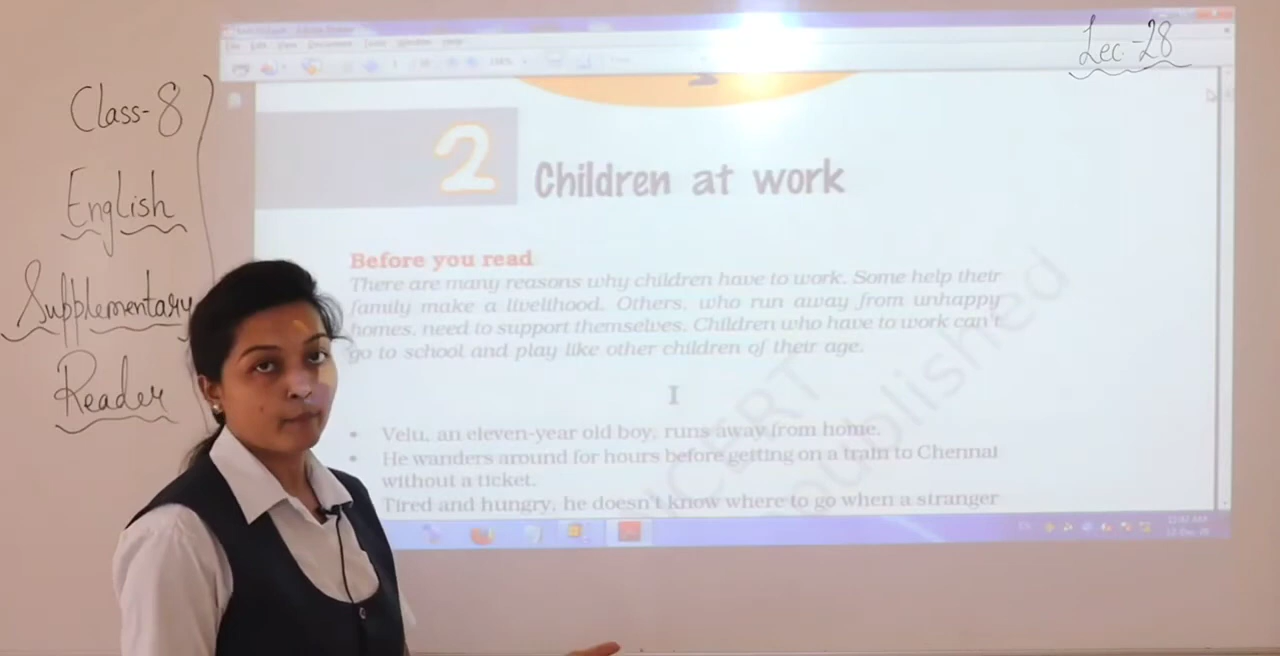 Lec-28
Class-8
English
Supplementary
Reader
2
Children at work
Before you read
There are many reasons why children have to work. Some help their
family make a livelihood. Others, who run away from unhappy
homes, need to support themselves. Children who have to work can't
go to school and play like other children of their age.
• Velu, an eleven-year old boy, runs away from home.
• He wanders around for hours before getting on a train to Chennai
without a ticket.
Tired and hungry, he doesn't know where to go when a stranger
NCERT
published